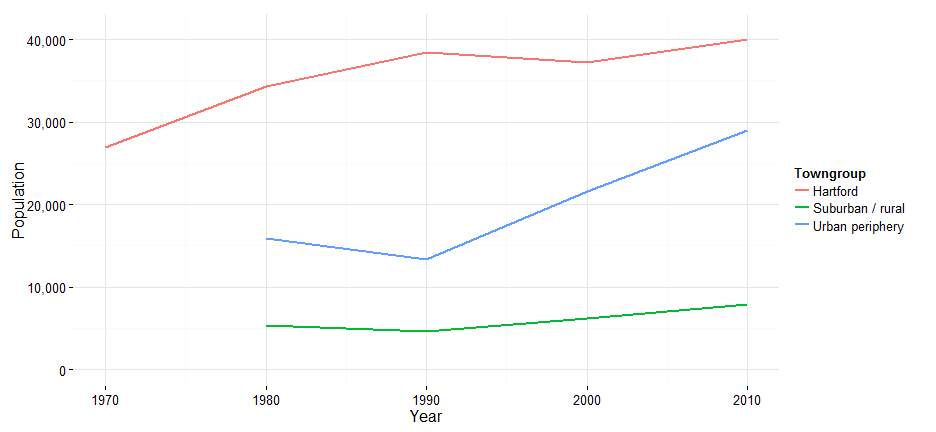 40,000
30,000
20,000
10,000
0
Population
1970 1980 1990 2000 2010
Year
Towngroup
Hartford
Suburban / rural
Urban periphery